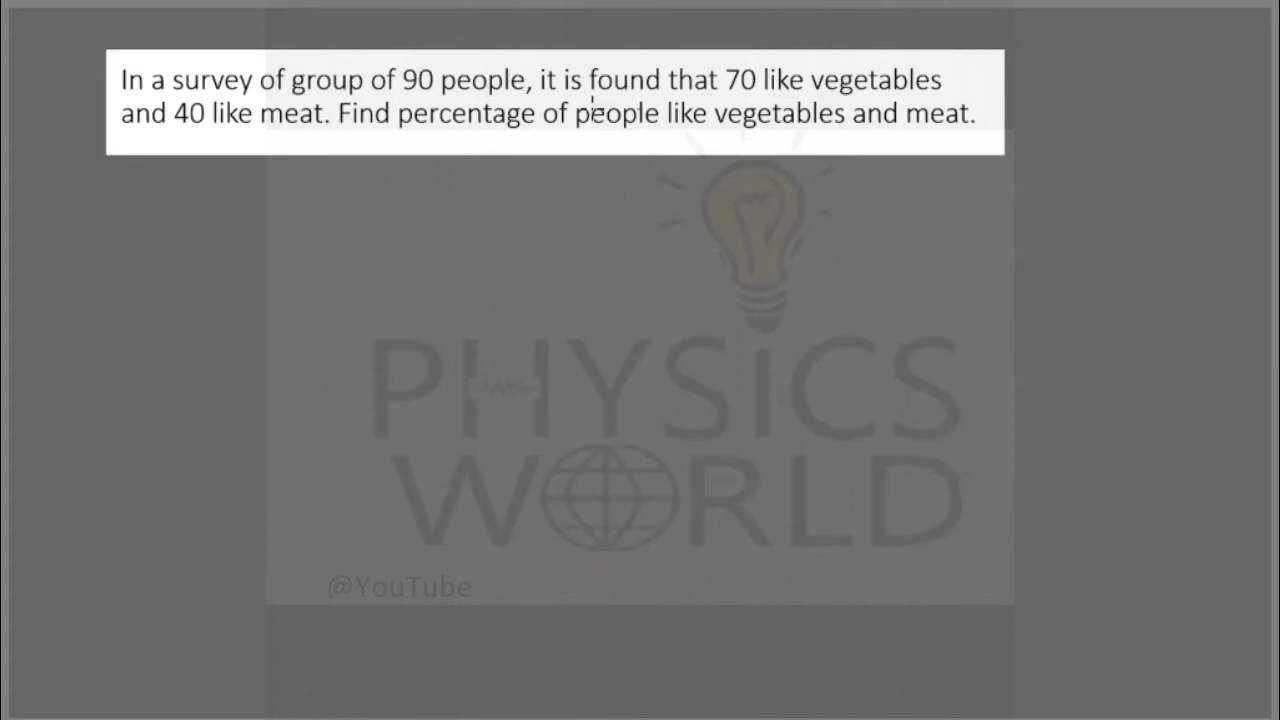 In a survey of group of 90 people, it is found that 70 like vegetables
and 40 like meat. Find percentage of people like vegetables and meat.
PHYSICS
WORLD
@YouTube